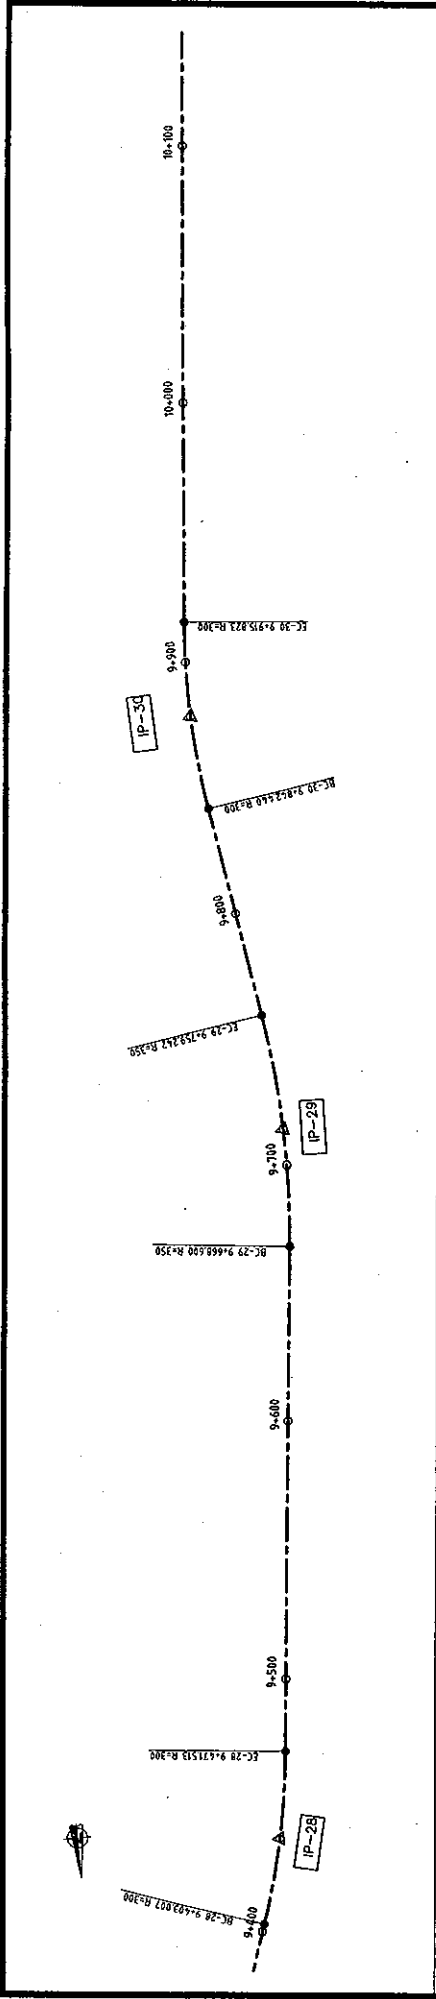 10+100
10+000
EC-30 9+915.823 R=300
9+900
IP-30
BC-30 9+842.440 R=300
9+800
EC-29 9+759.242 R=350
IP-29
9+700
BC-29 9+668.600 R=350
9+600
9+500
EC-28 9+471.513 R=300
IP-28
BC-28 9+403.007 R=300
9+400